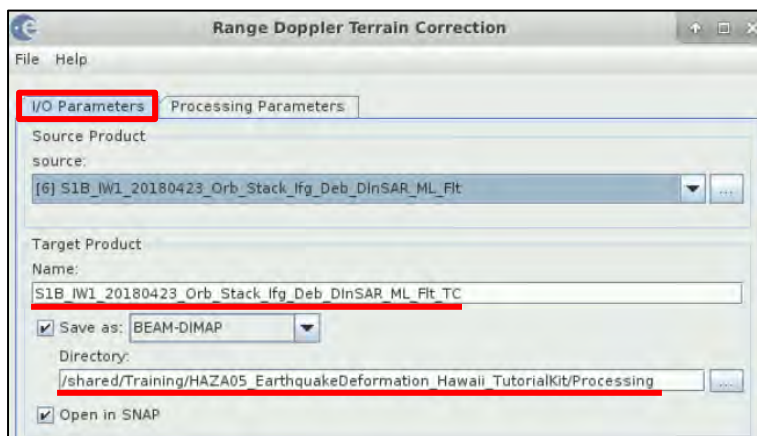 Range Doppler Terrain Correction
File Help
I/O Parameters Processing Parameters
Source Product
source:
[6] S1B_IW1_20180423_Orb_Stack_Ifg_Deb_DInSAR_ML_Flt
...
Target Product
Name:
S1B_IW1_20180423_Orb_Stack_Ifg_Deb_DInSAR_ML_Flt_TC
Save as: BEAM-DIMAP
Directory:
/shared/Training/HAZA05_EarthquakeDeformation_Hawaii_TutorialKit/Processing
...
Open in SNAP